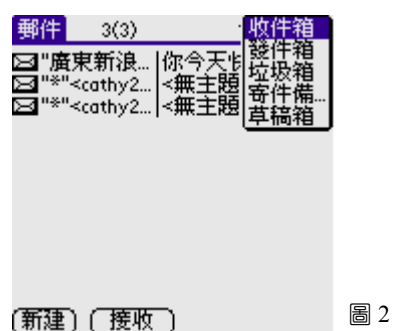 郵件 3(3) 收件箱
發件箱
垃圾箱
寄件備...
草稿箱
"廣東新浪... 你今天
"*"<cathy2... <無主題
"*"<cathy2... <無主題
新建 接收
圖 2